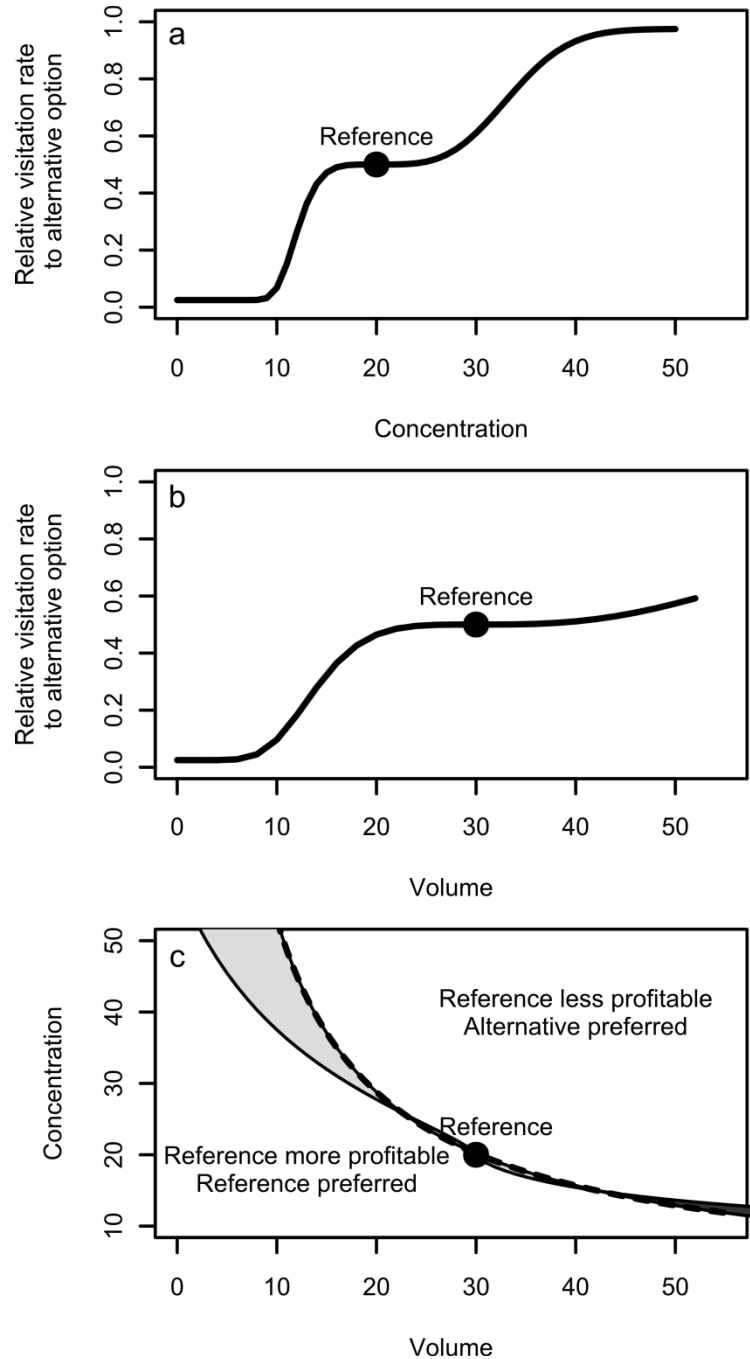 a
Relative visitation rate
to alternative option
1.0
0.8
0.6
0.4
0.2
0.0
Reference
0 10 20 30 40 50
Concentration
b
Relative visitation rate
to alternative option
1.0
0.8
0.6
0.4
0.2
0.0
Reference
0 10 20 30 40 50
Volume
c
Concentration
50
40
30
20
10
Reference less profitable
Alternative preferred
Reference
Reference more profitable
Reference preferred
0 10 20 30 40 50
Volume